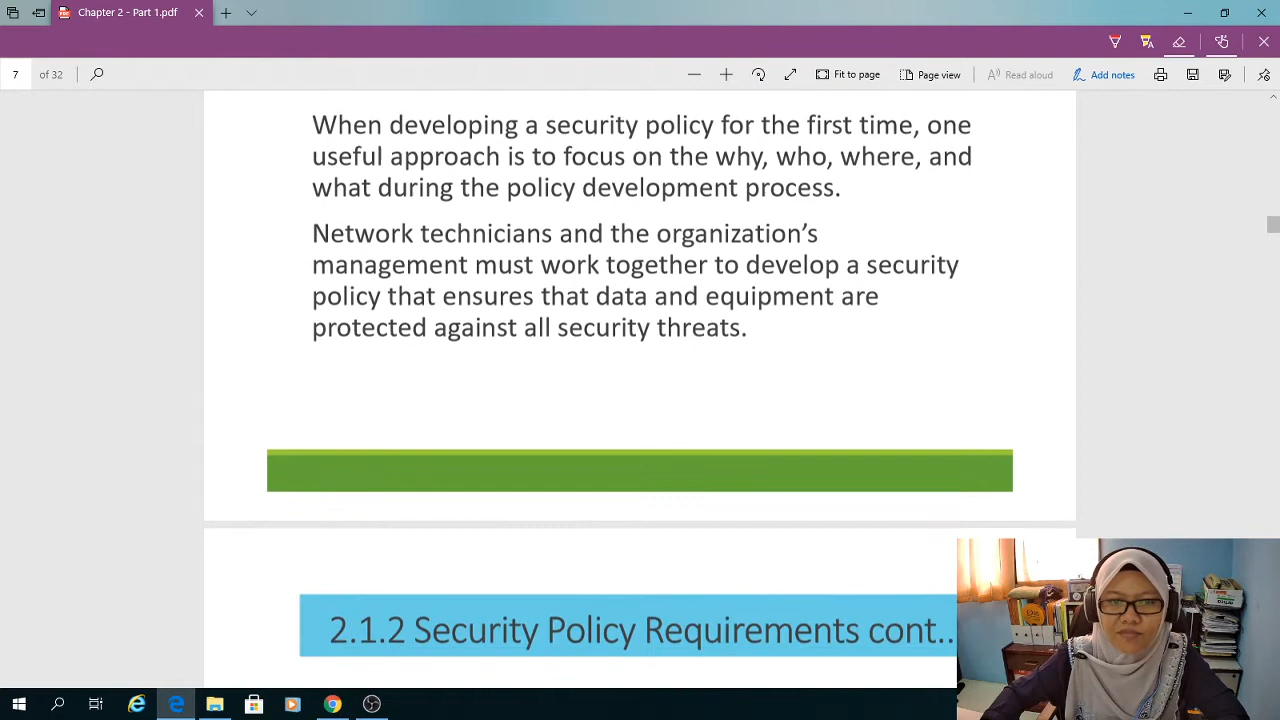 Chapter 2 - Part 1.pdf
7 of 32
Fit to page
Page view
Read aloud
Add notes
When developing a security policy for the first time, one
useful approach is to focus on the why, who, where, and
what during the policy development process.
Network technicians and the organization’s
management must work together to develop a security
policy that ensures that data and equipment are
protected against all security threats.
2.1.2 Security Policy Requirements cont..